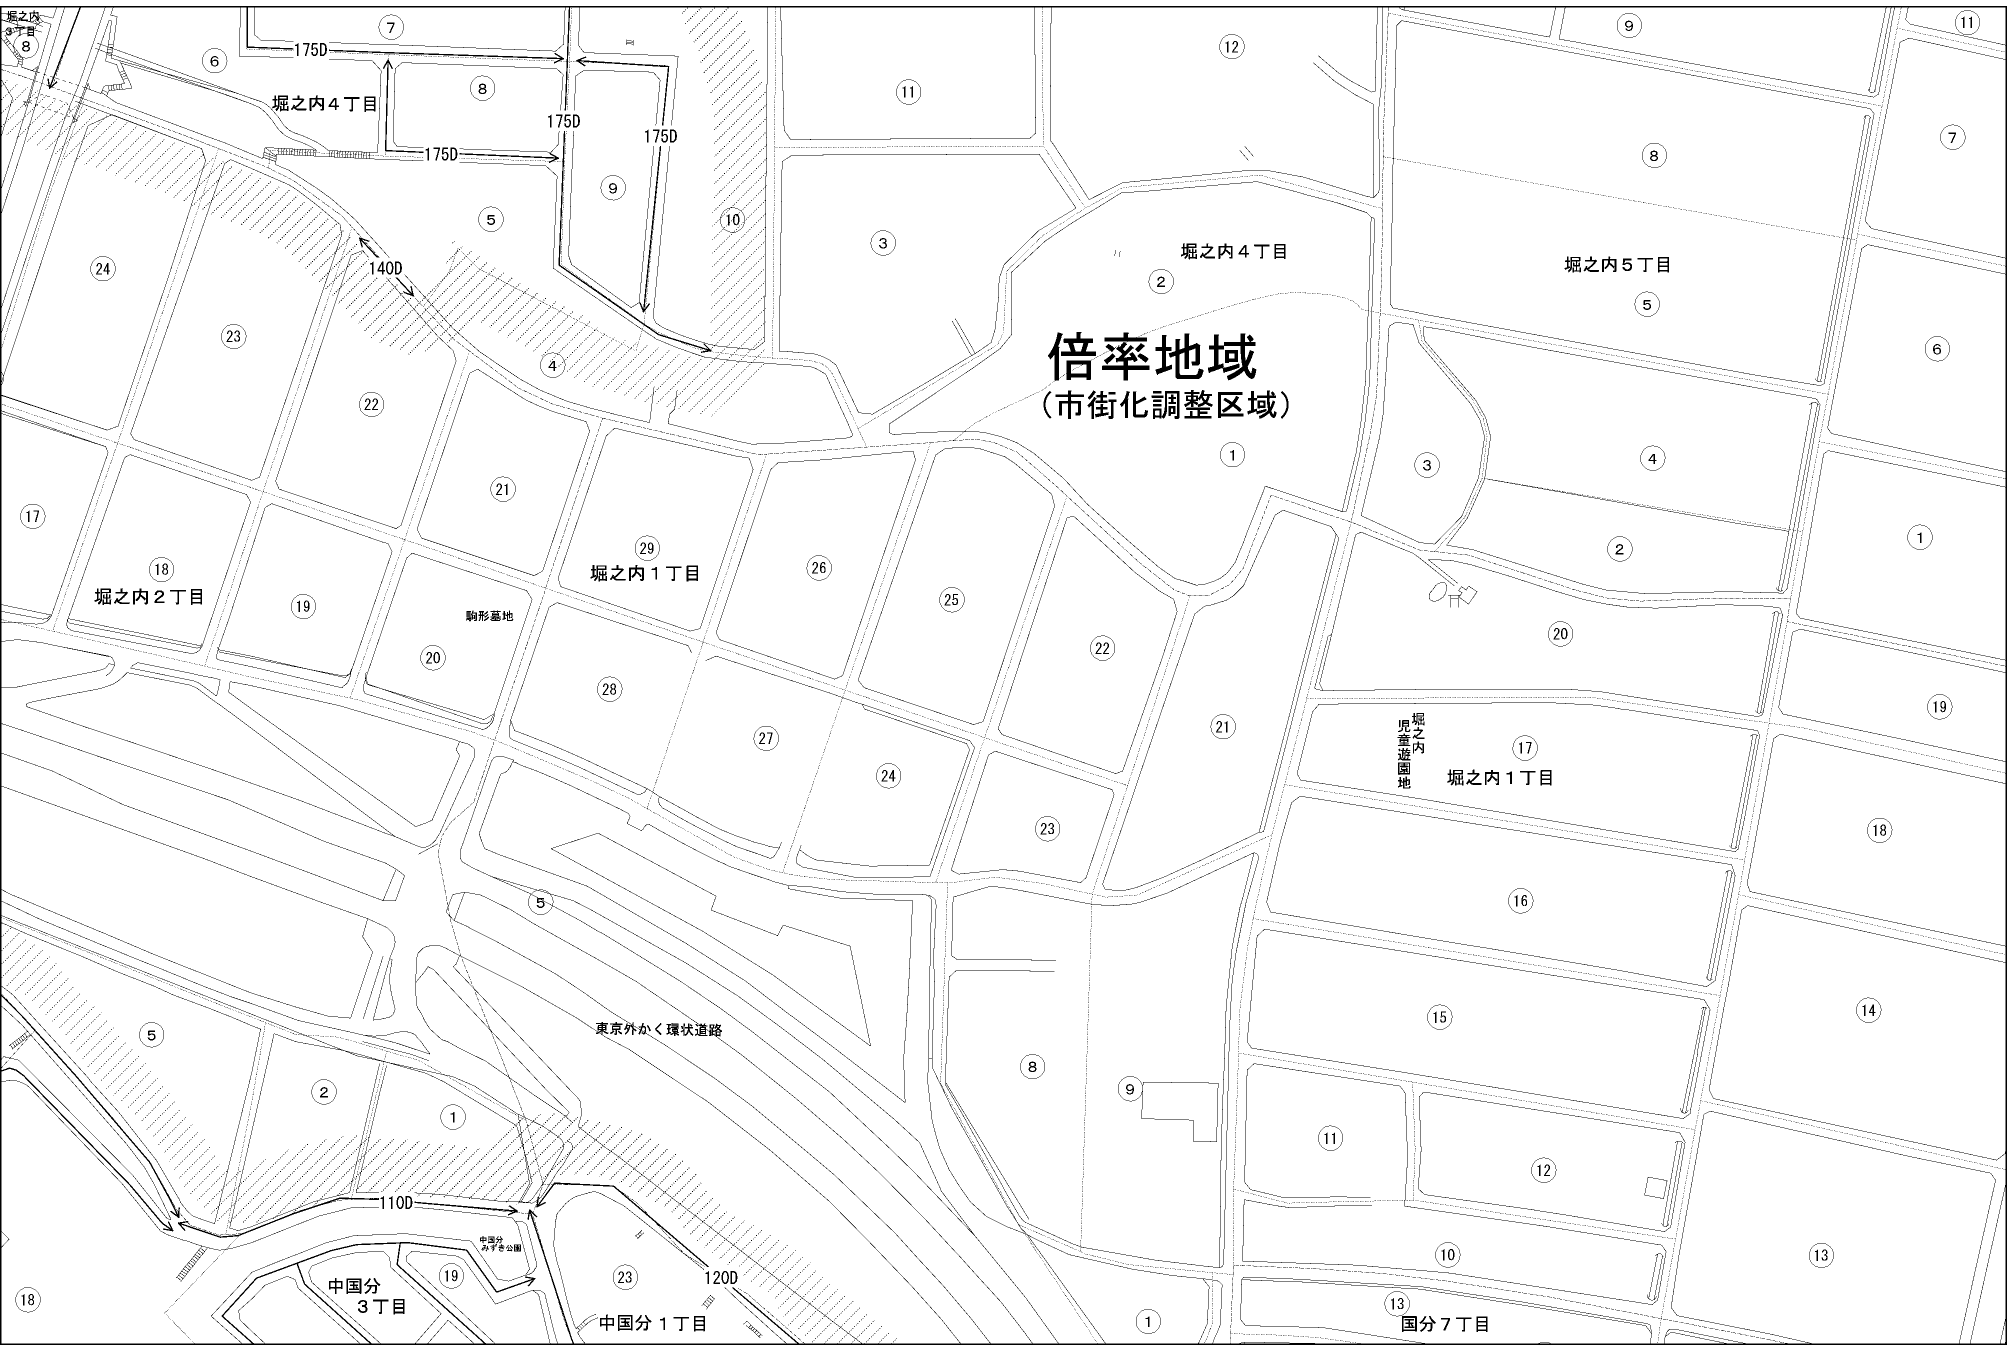 堀之内
３丁目
8
7
6
175D
堀之内４丁目
8
175D
175D
175D
9
5
10
11
12
9
11
8
7
3
堀之内４丁目
2
堀之内５丁目
5
6
倍率地域
（市街化調整区域）
24
140D
23
4
22
21
1
3
4
2
1
17
18
堀之内２丁目
19
駒形墓地
20
29
堀之内１丁目
26
25
22
20
19
28
27
24
21
堀之内
児童遊園地
17
堀之内１丁目
18
23
5
16
東京外かく環状道路
15
14
5
2
1
8
9
11
12
110D
中国分
みずき公園
120D
10
13
18
中国分
３丁目
19
23
中国分１丁目
1
13
国分７丁目